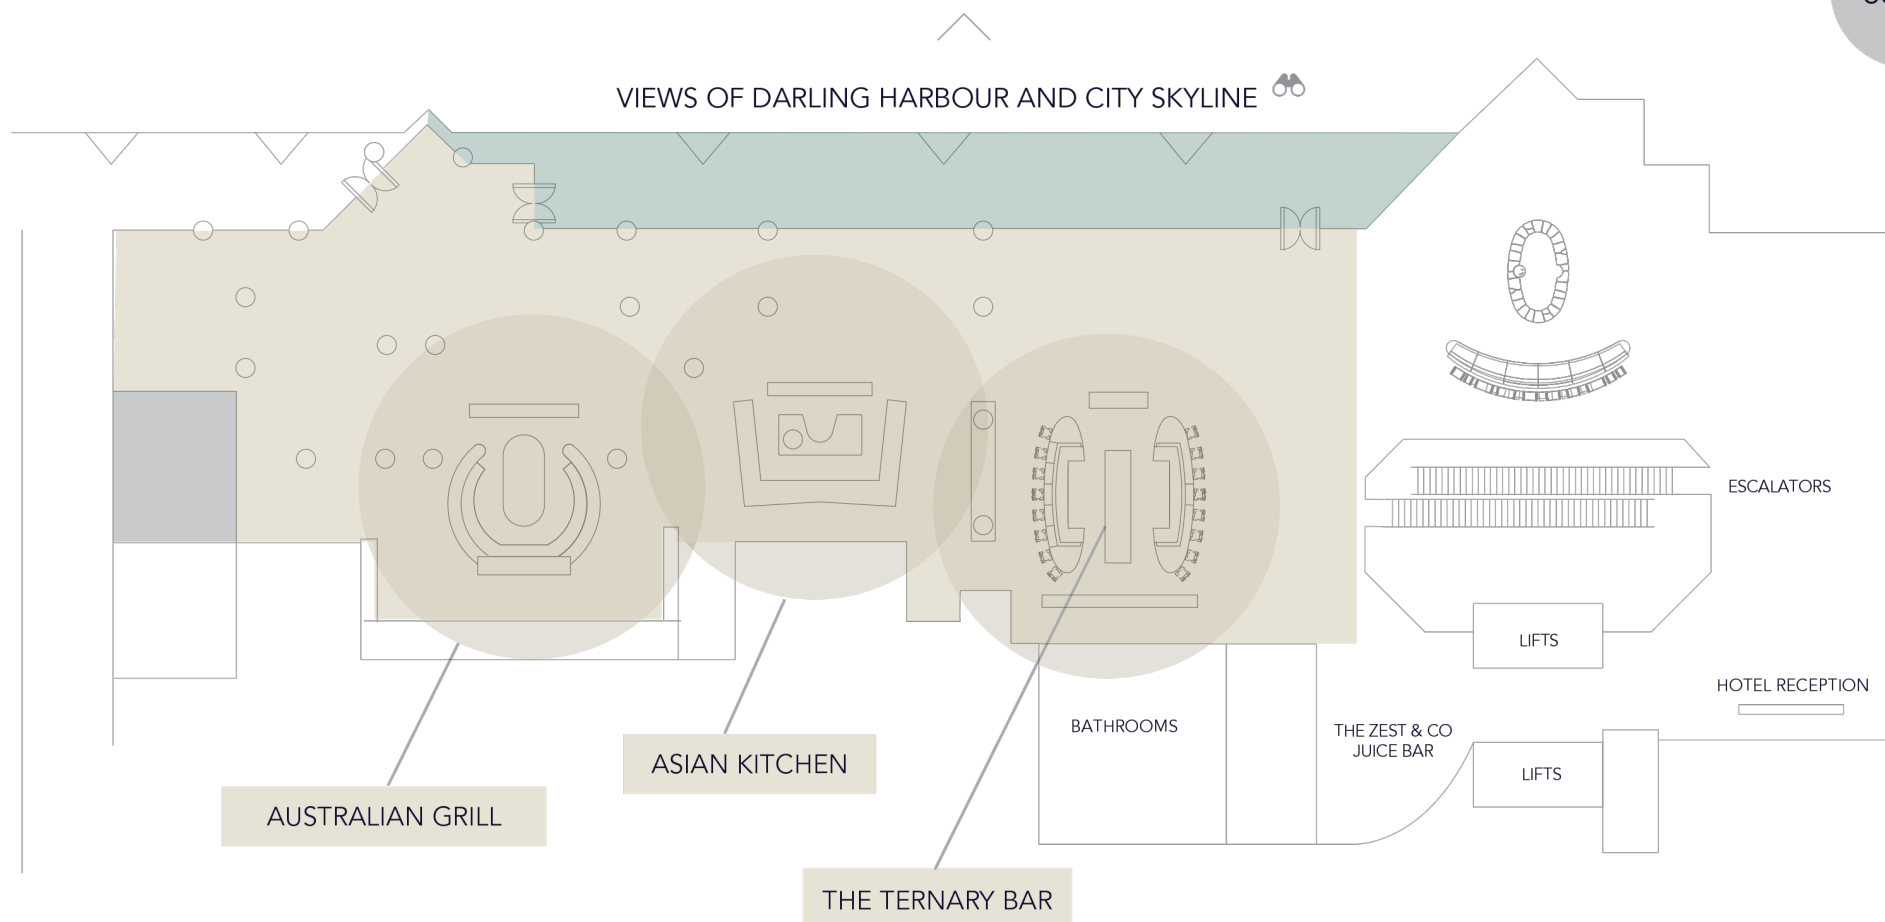 VIEWS OF DARLING HARBOUR AND CITY SKYLINE
ESCALATORS
LIFTS
HOTEL RECEPTION
BATHROOMS
THE ZEST & CO
JUICE BAR
ASIAN KITCHEN
LIFTS
AUSTRALIAN GRILL
THE TERNARY BAR